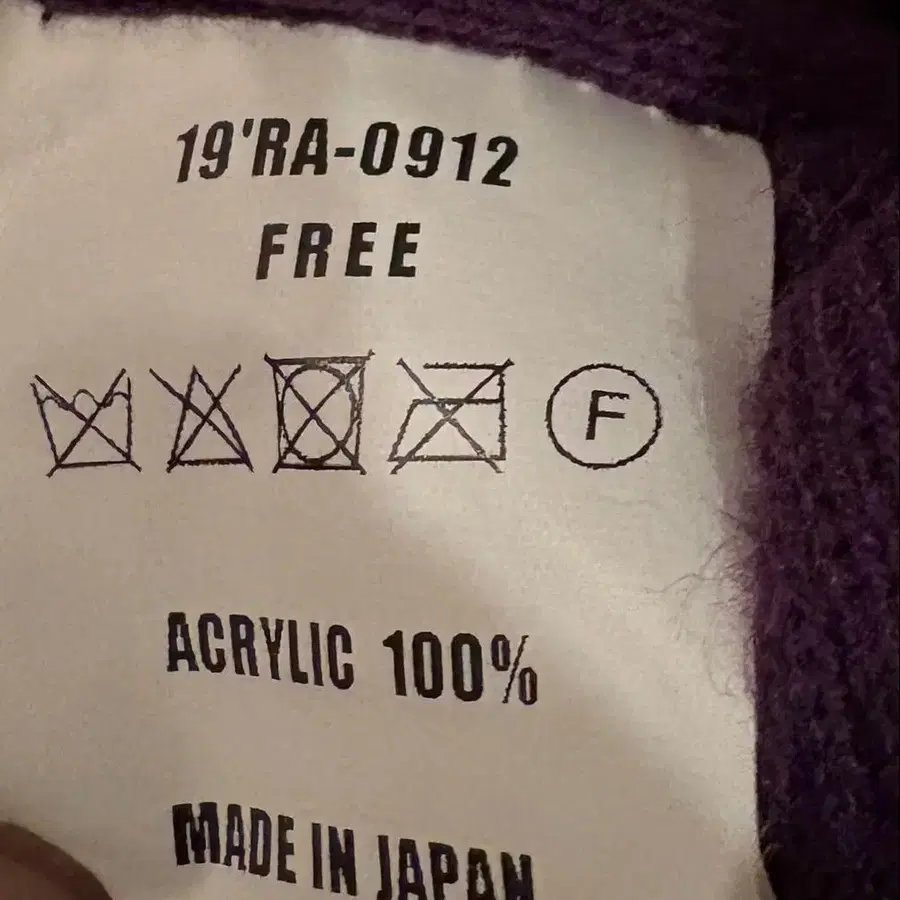 19'RA-0912
FREE
F
ACRYLIC 100%
MADE IN JAPAN